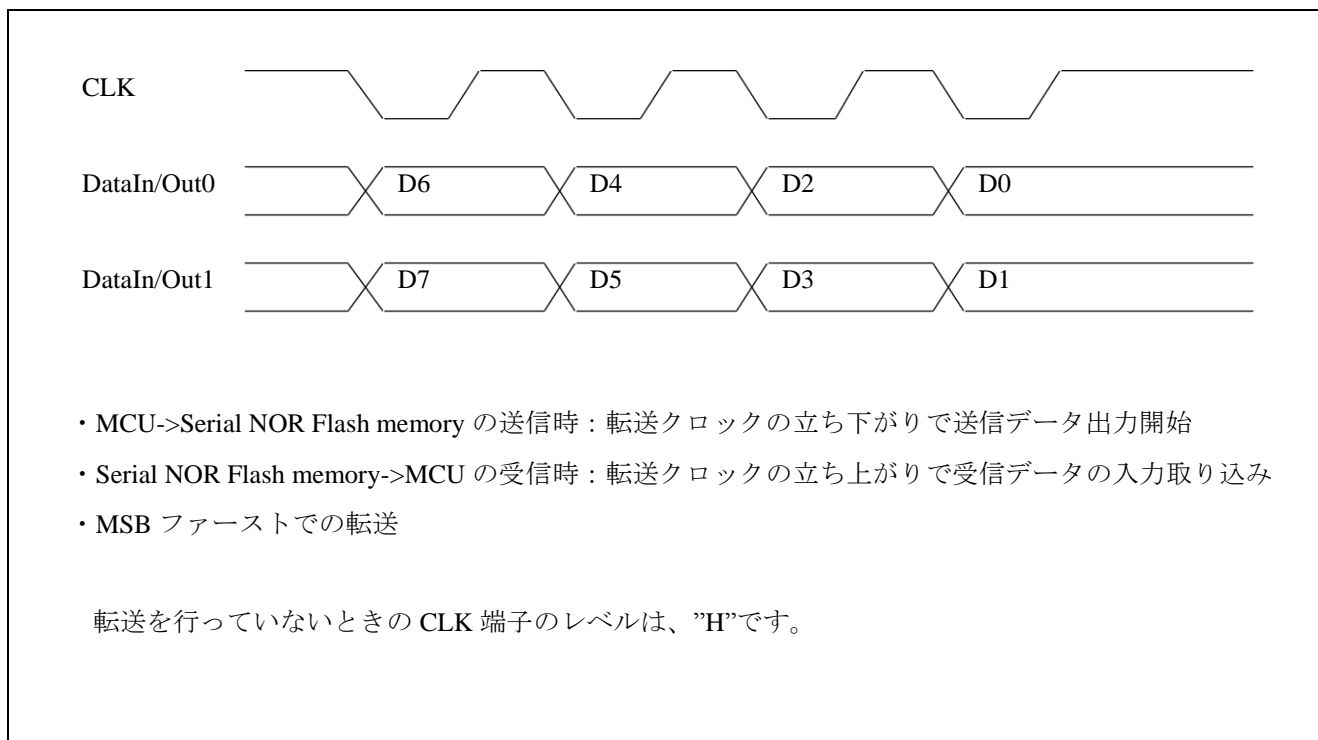 CLK
DataIn/Out0 D6 D4 D2 D0
DataIn/Out1 D7 D5 D3 D1
・MCU->Serial NOR Flash memory の送信時：転送クロックの立ち下がりで送信データ出力開始
・Serial NOR Flash memory->MCU の受信時：転送クロックの立ち上がりで受信データの入力取り込み
・MSB ファーストでの転送
転送を行っていないときの CLK 端子のレベルは、”H”です。